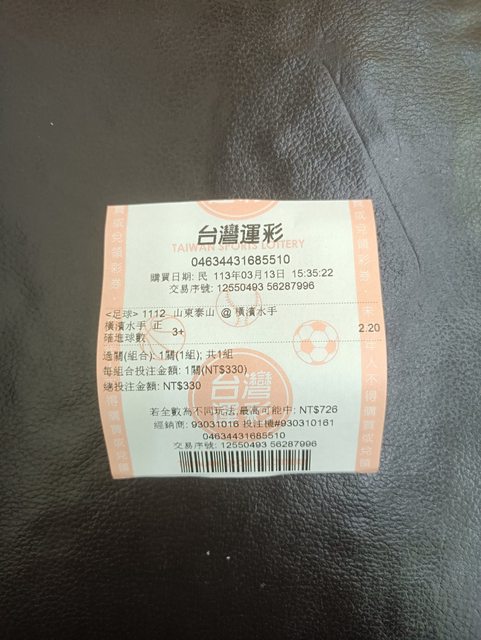 台灣運彩
TAIWAN SPORTS LOTTERY
04634431685510
購買日期: 民 113年03月13日 15:35:22
交易序號: 12550493 56287996
<足球> 1112 山東泰山 @ 橫濱水手
橫濱水手 正
確進球數 3+ 2.20
過關(組合): 1關(1組); 共1組
每組合投注金額: 1關(NT$330)
總投注金額: NT$330
台灣
若全數為不同玩法,最高可能中: NT$726
經銷商: 93031016 投注機#930310161
04634431685510
交易序號: 12550493 56287996